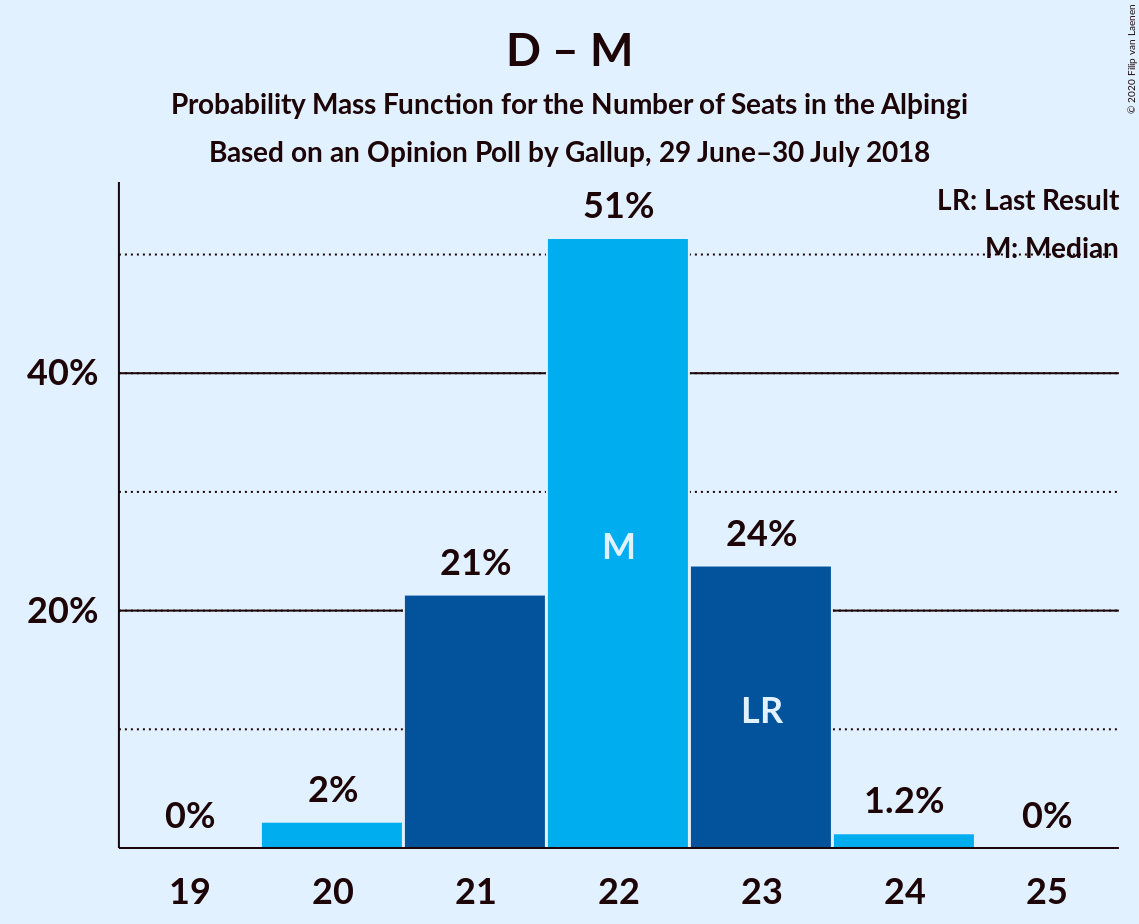 D – M
Probability Mass Function for the Number of Seats in the Alþingi
Based on an Opinion Poll by Gallup, 29 June–30 July 2018
© 2020 Filip van Laenen
LR: Last Result
M: Median
51%
40%
24%
M
21%
20%
LR
2%
1.2%
0%
0%
19 20 21 22 23 24 25